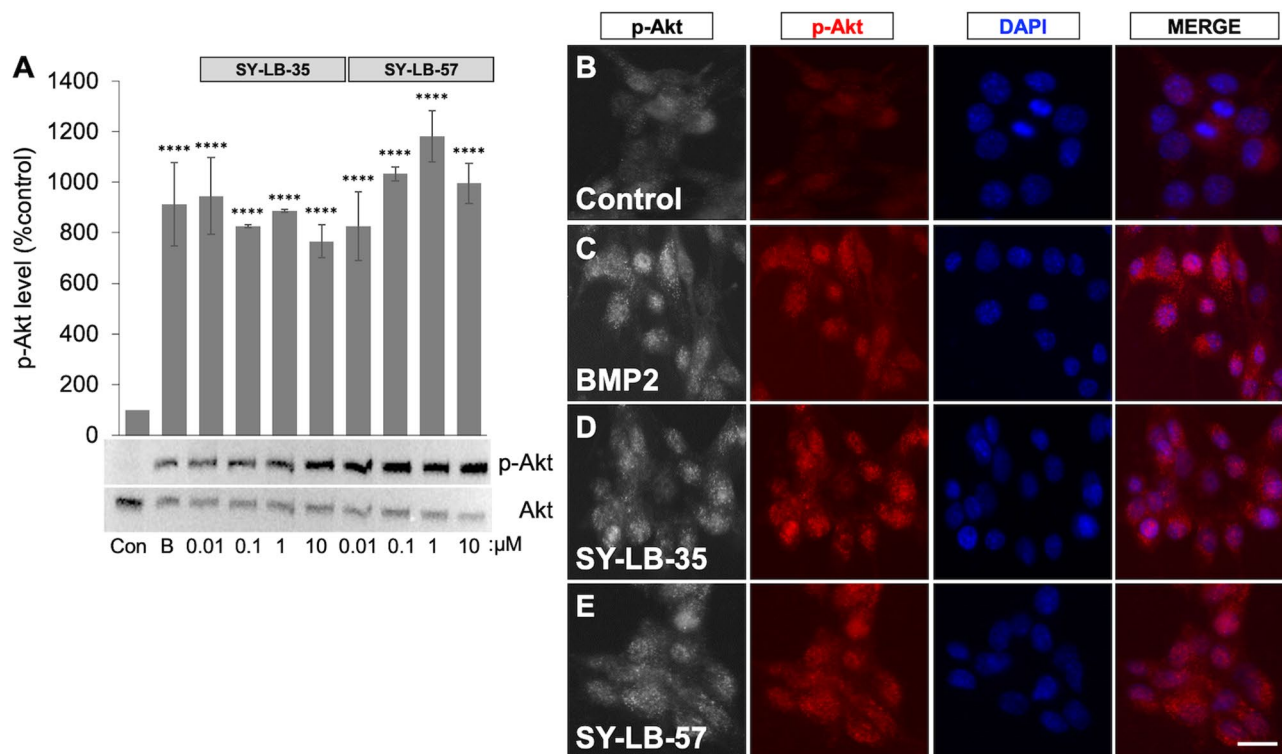 A
SY-LB-35 SY-LB-57
1400
1200
1000
800
600
400
200
0
p-Akt level (%control)
**** **** **** **** **** **** **** **** ****
p-Akt
Akt
Con B 0.01 0.1 1 10 0.01 0.1 1 10 :µM
p-Akt p-Akt DAPI MERGE
B
Control
C
BMP2
D
SY-LB-35
E
SY-LB-57